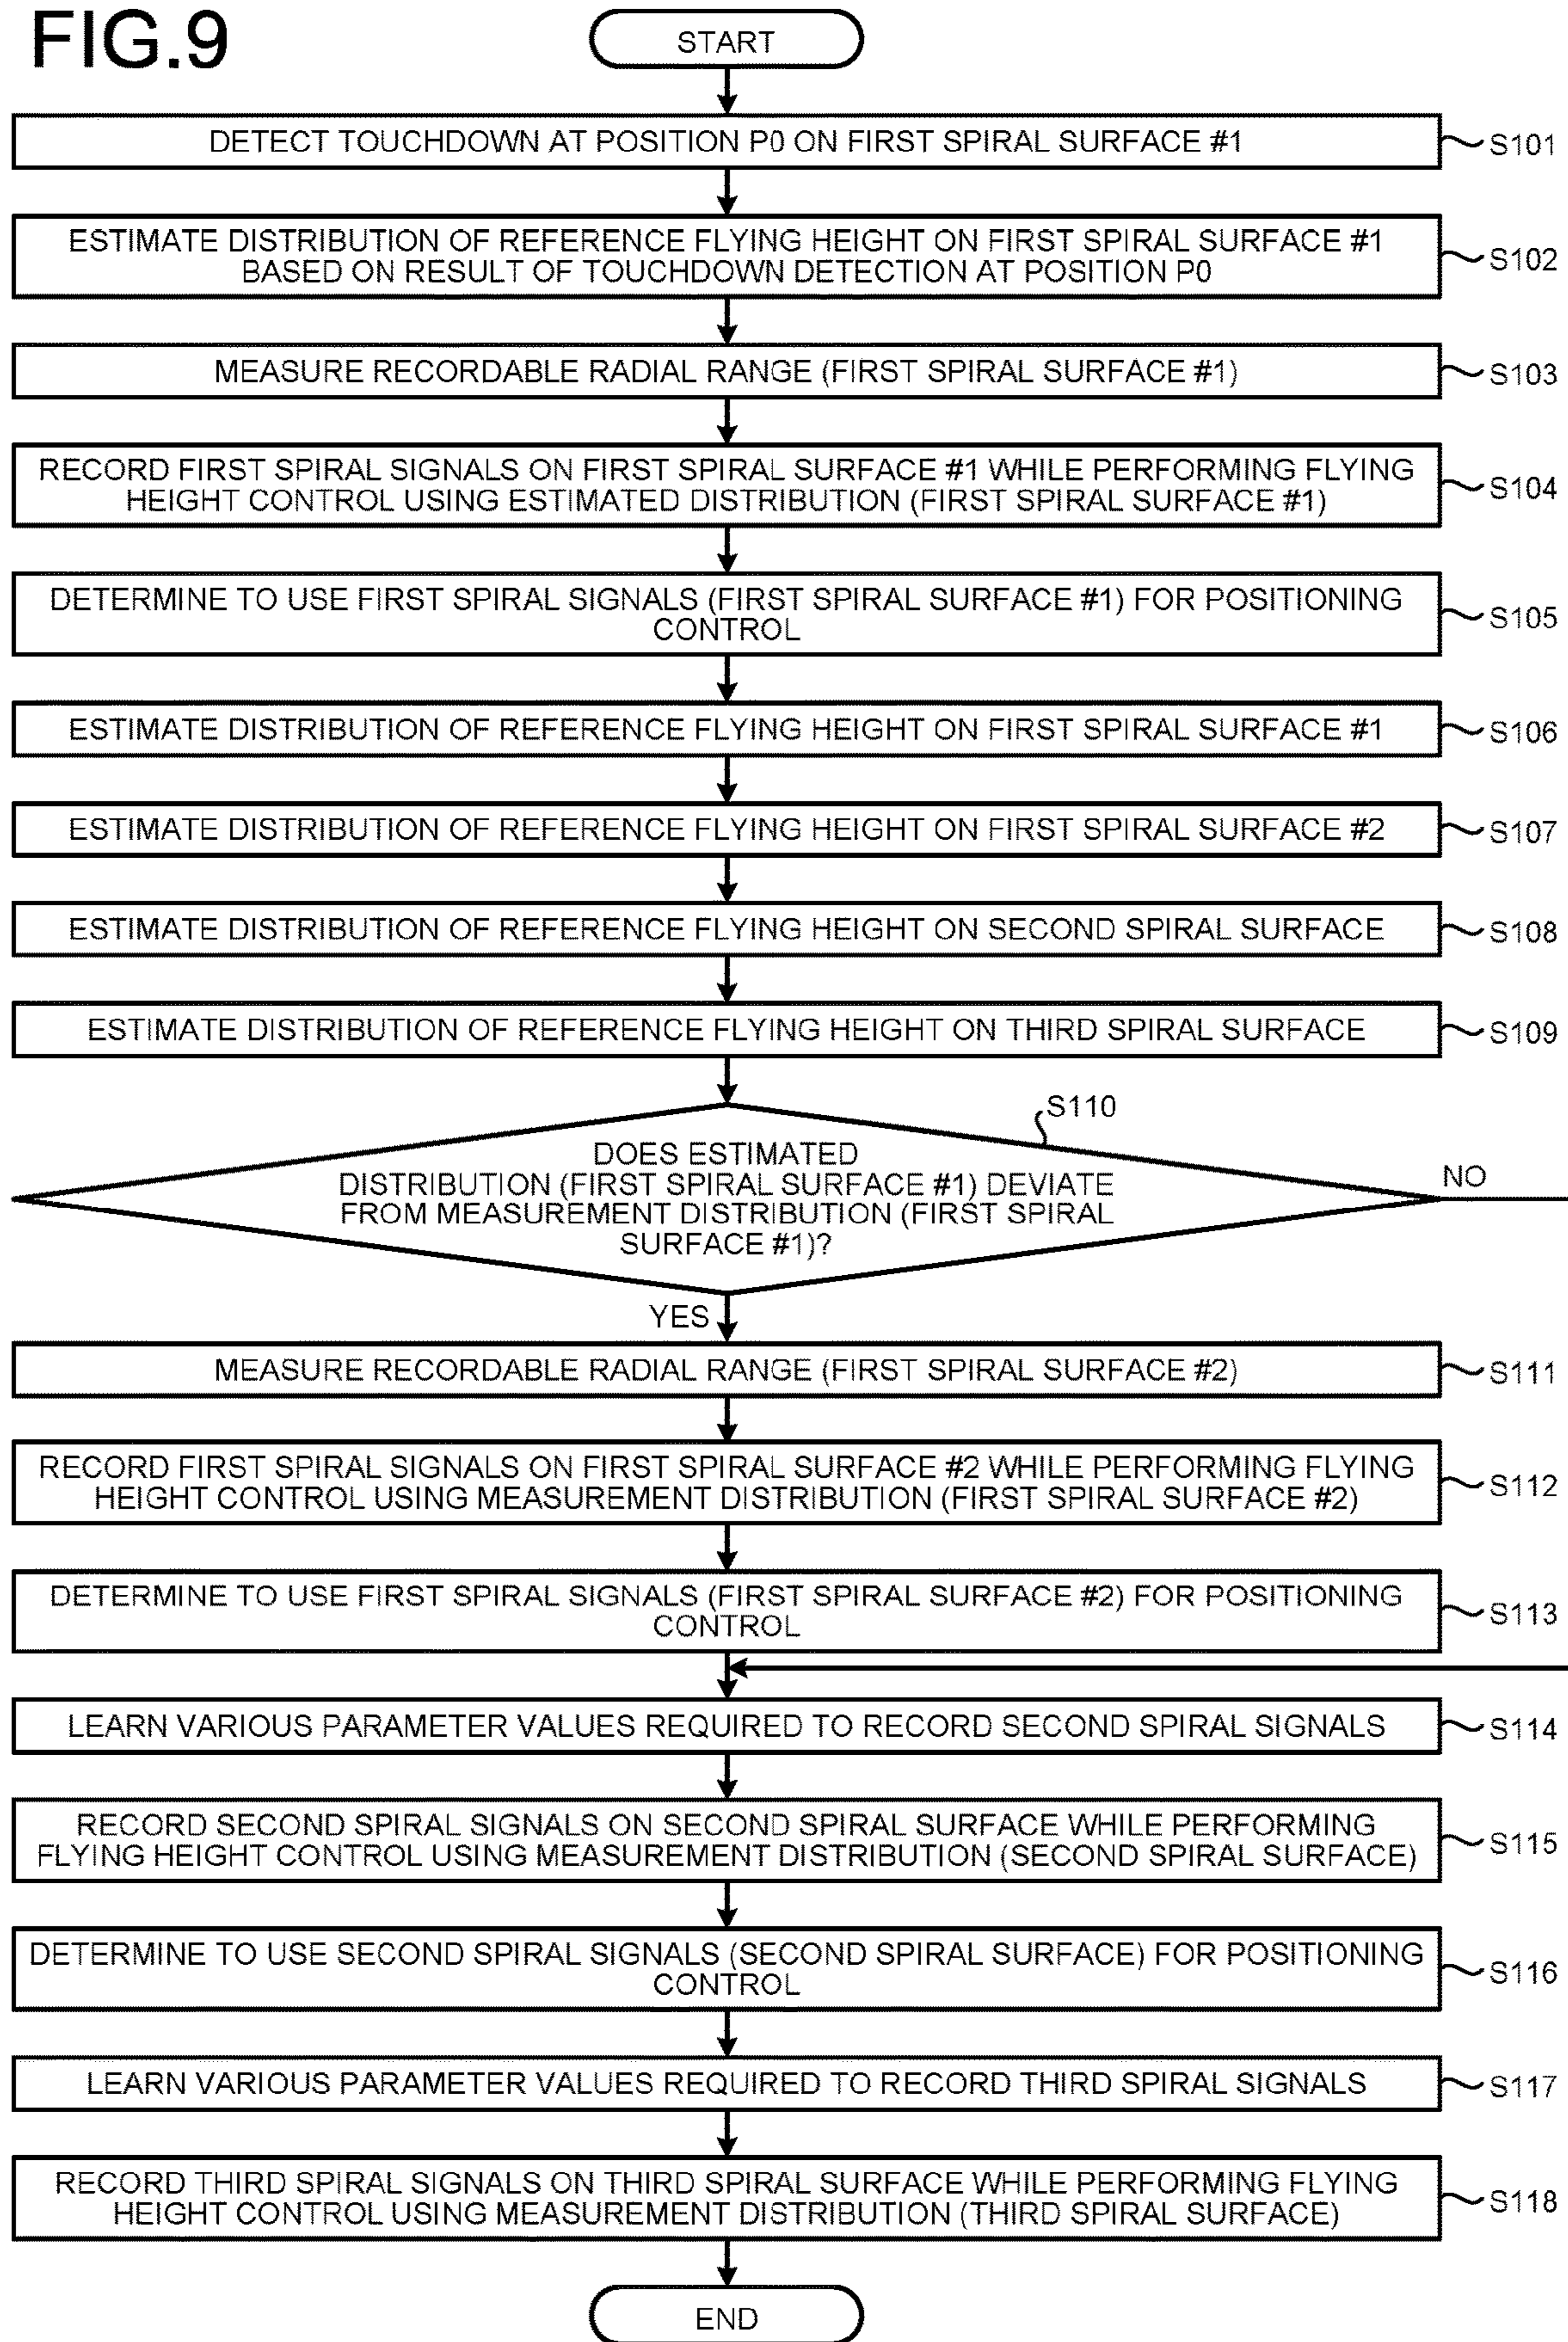 FIG.9
START
DETECT TOUCHDOWN AT POSITION P0 ON FIRST SPIRAL SURFACE #1
S101
ESTIMATE DISTRIBUTION OF REFERENCE FLYING HEIGHT ON FIRST SPIRAL SURFACE #1
BASED ON RESULT OF TOUCHDOWN DETECTION AT POSITION P0
S102
MEASURE RECORDABLE RADIAL RANGE (FIRST SPIRAL SURFACE #1)
S103
RECORD FIRST SPIRAL SIGNALS ON FIRST SPIRAL SURFACE #1 WHILE PERFORMING FLYING
HEIGHT CONTROL USING ESTIMATED DISTRIBUTION (FIRST SPIRAL SURFACE #1)
S104
DETERMINE TO USE FIRST SPIRAL SIGNALS (FIRST SPIRAL SURFACE #1) FOR POSITIONING
CONTROL
S105
ESTIMATE DISTRIBUTION OF REFERENCE FLYING HEIGHT ON FIRST SPIRAL SURFACE #1
S106
ESTIMATE DISTRIBUTION OF REFERENCE FLYING HEIGHT ON FIRST SPIRAL SURFACE #2
S107
ESTIMATE DISTRIBUTION OF REFERENCE FLYING HEIGHT ON SECOND SPIRAL SURFACE
S108
ESTIMATE DISTRIBUTION OF REFERENCE FLYING HEIGHT ON THIRD SPIRAL SURFACE
S109
S110
DOES ESTIMATED
DISTRIBUTION (FIRST SPIRAL SURFACE #1) DEVIATE
FROM MEASUREMENT DISTRIBUTION (FIRST SPIRAL
SURFACE #1)?
NO
YES
MEASURE RECORDABLE RADIAL RANGE (FIRST SPIRAL SURFACE #2)
S111
RECORD FIRST SPIRAL SIGNALS ON FIRST SPIRAL SURFACE #2 WHILE PERFORMING FLYING
HEIGHT CONTROL USING MEASUREMENT DISTRIBUTION (FIRST SPIRAL SURFACE #2)
S112
DETERMINE TO USE FIRST SPIRAL SIGNALS (FIRST SPIRAL SURFACE #2) FOR POSITIONING
CONTROL
S113
LEARN VARIOUS PARAMETER VALUES REQUIRED TO RECORD SECOND SPIRAL SIGNALS
S114
RECORD SECOND SPIRAL SIGNALS ON SECOND SPIRAL SURFACE WHILE PERFORMING
FLYING HEIGHT CONTROL USING MEASUREMENT DISTRIBUTION (SECOND SPIRAL SURFACE)
S115
DETERMINE TO USE SECOND SPIRAL SIGNALS (SECOND SPIRAL SURFACE) FOR POSITIONING
CONTROL
S116
LEARN VARIOUS PARAMETER VALUES REQUIRED TO RECORD THIRD SPIRAL SIGNALS
S117
RECORD THIRD SPIRAL SIGNALS ON THIRD SPIRAL SURFACE WHILE PERFORMING FLYING
HEIGHT CONTROL USING MEASUREMENT DISTRIBUTION (THIRD SPIRAL SURFACE)
S118
END